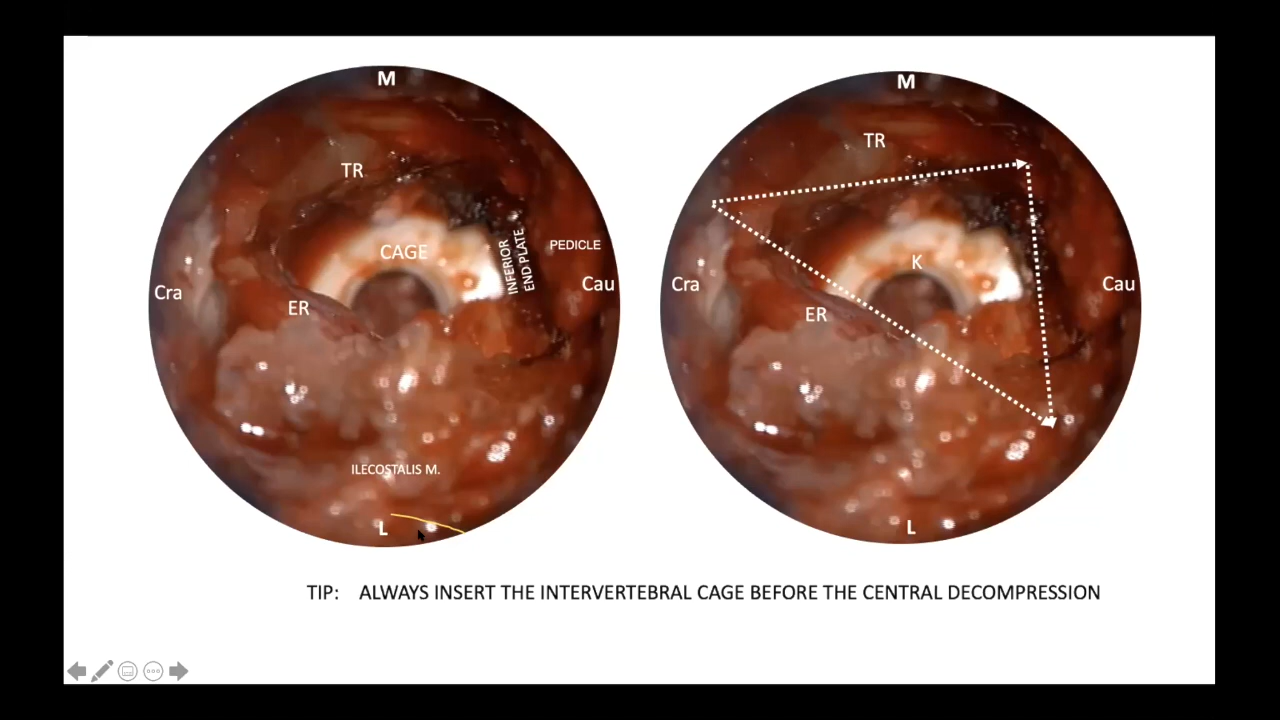 M
TR
CAGE
INFERIOR
END PLATE
PEDICLE
Cra
Cau
ER
ILECOSTALIS M.
L
M
TR
K
Cra
Cau
ER
L
TIP: ALWAYS INSERT THE INTERVERTEBRAL CAGE BEFORE THE CENTRAL DECOMPRESSION